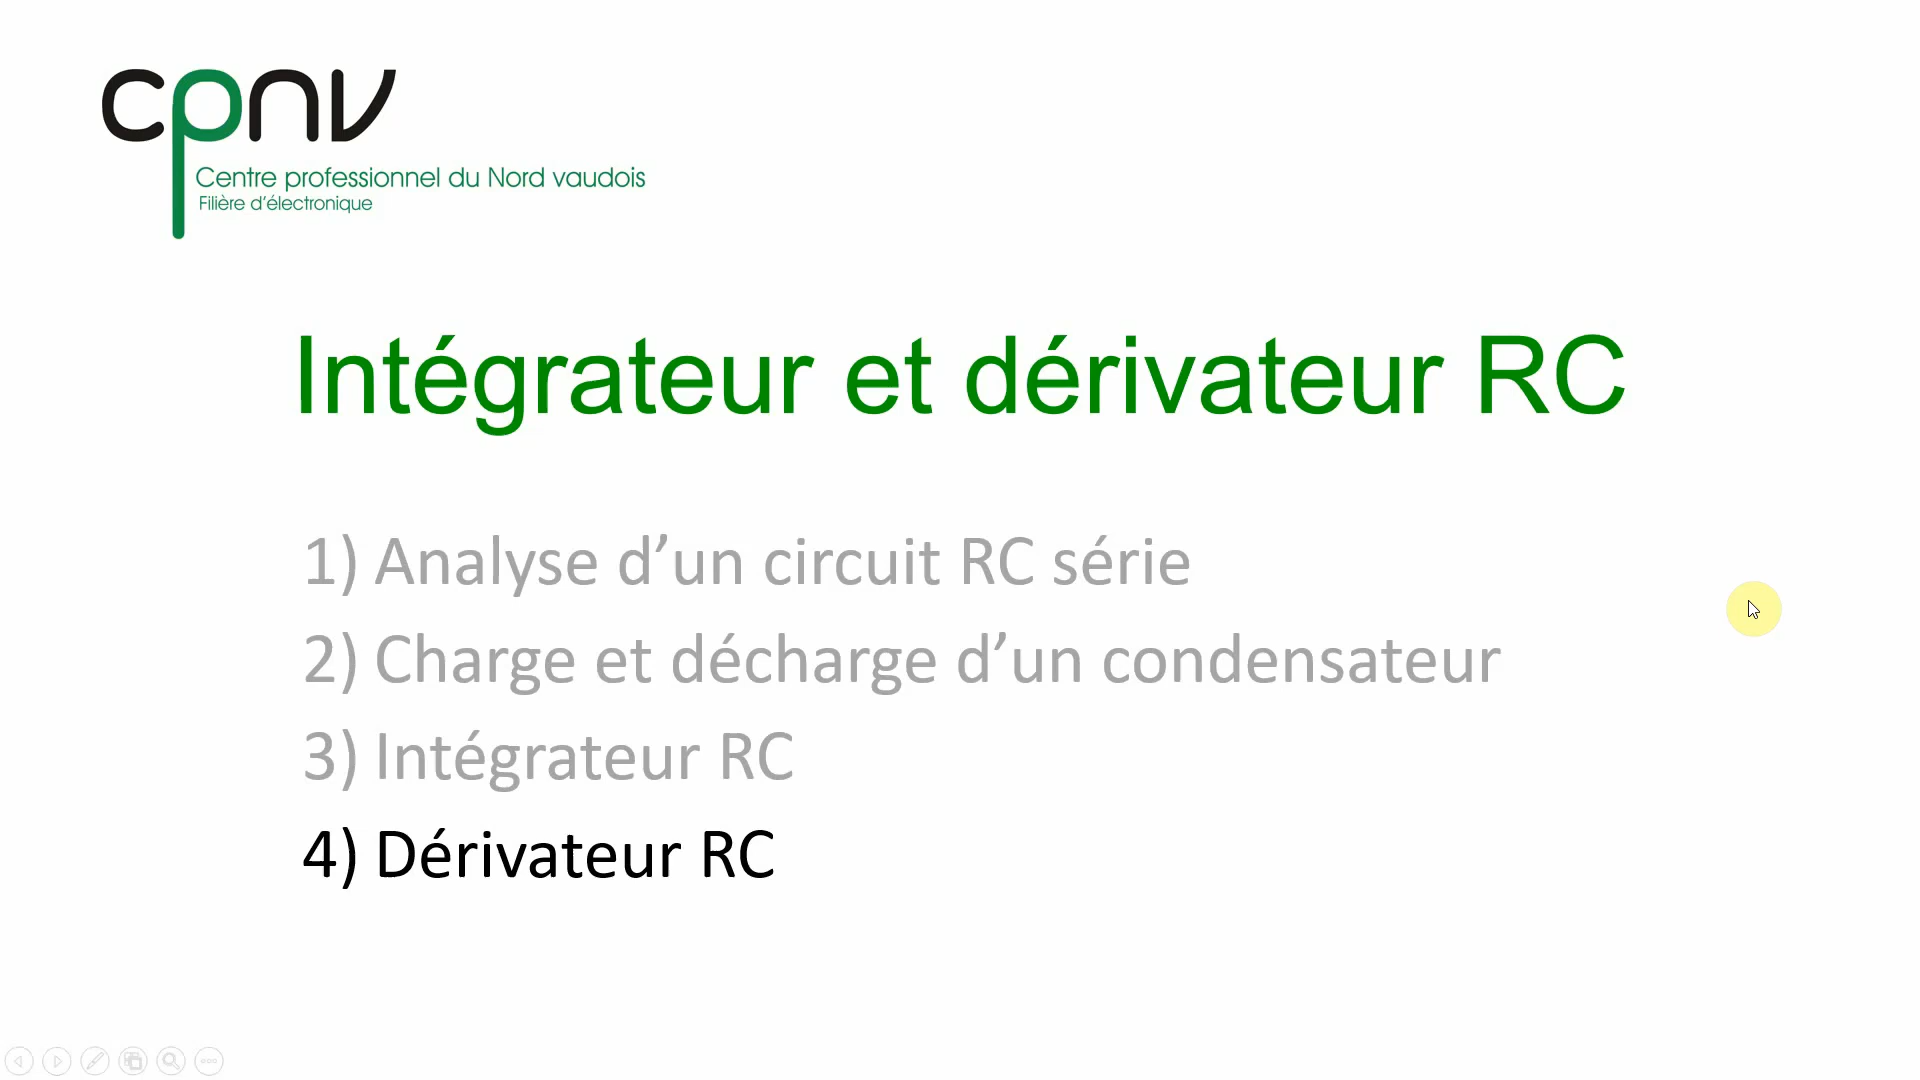 cpnv
Centre professionnel du Nord vaudois
Filière d'électronique
Intégrateur et dérivateur RC
1) Analyse d’un circuit RC série
2) Charge et décharge d’un condensateur
3) Intégrateur RC
4) Dérivateur RC